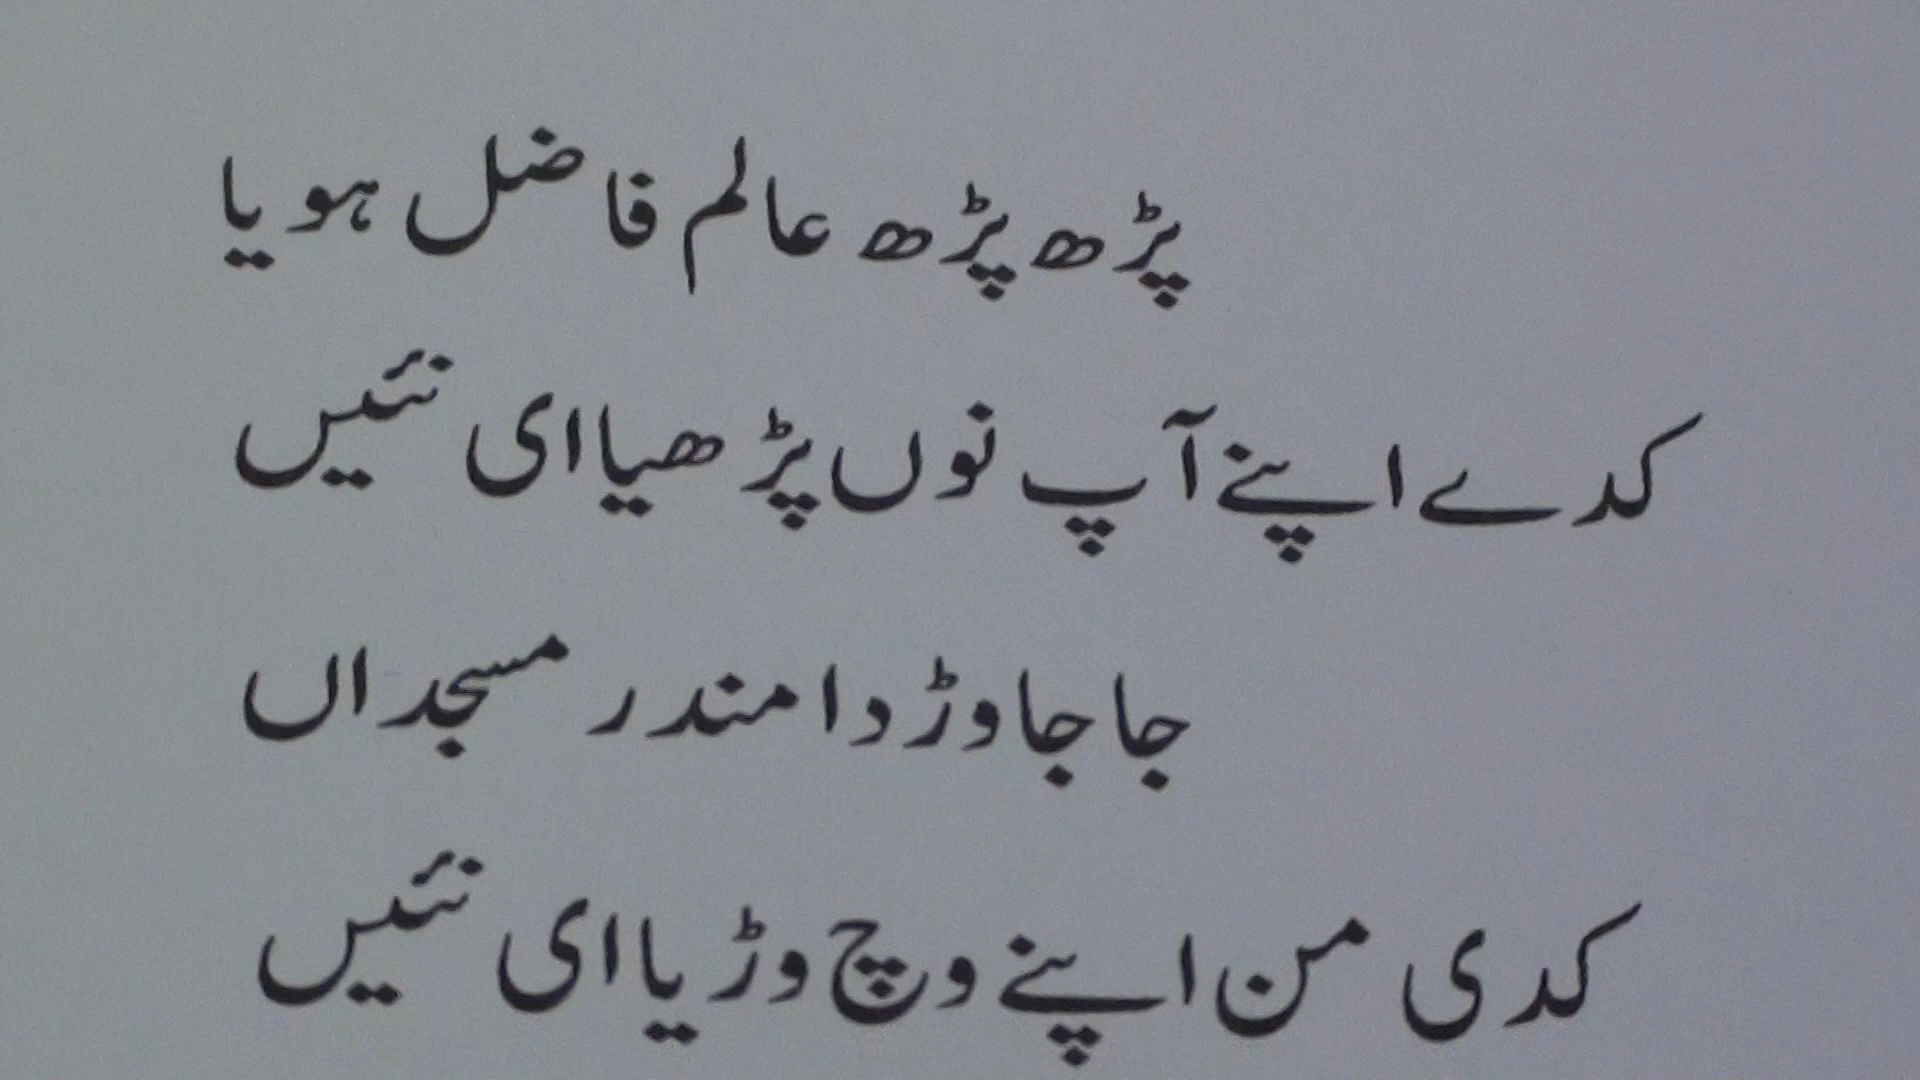 پڑھ پڑھ عالم فاضل ہویا
کدے اپنے آپ نوں پڑھیا ای نئیں
جا جا وڑدا مندر مسجداں
کدی من اپنے وچ وڑیا ای نئیں